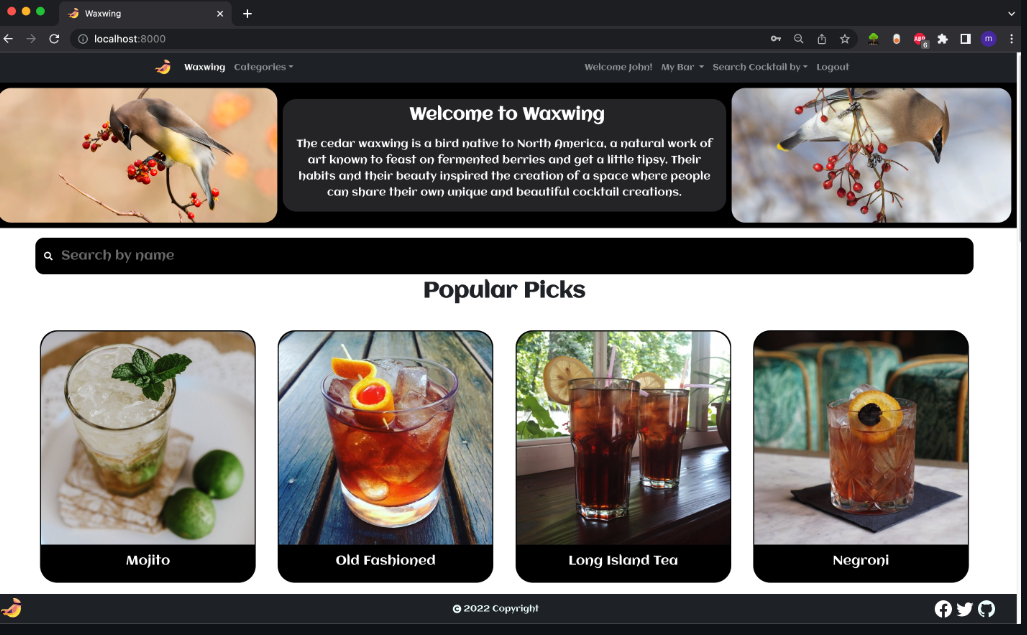 Waxwing
localhost:8000
6
m
Waxwing Categories
Welcome John! My Bar Search Cocktail by Logout
Welcome to Waxwing
The cedar waxwing is a bird native to North America, a natural work of
art known to feast on fermented berries and get a little tipsy. Their
habits and their beauty inspired the creation of a space where people
can share their own unique and beautiful cocktail creations.
Search by name
Popular Picks
Mojito
Old Fashioned
Long Island Tea
Negroni
© 2022 Copyright